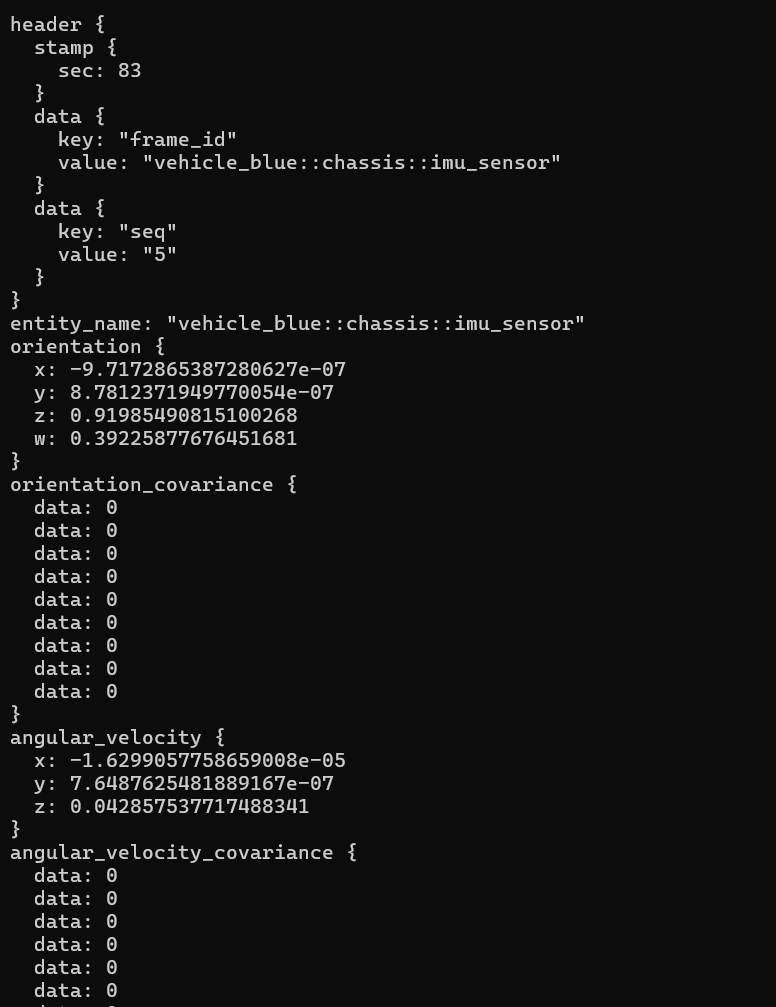 header {
  stamp {
    sec: 83
  }
  data {
    key: "frame_id"
    value: "vehicle_blue::chassis::imu_sensor"
  }
  data {
    key: "seq"
    value: "5"
  }
}
entity_name: "vehicle_blue::chassis::imu_sensor"
orientation {
  x: -9.7172865387280627e-07
  y: 8.7812371949770054e-07
  z: 0.91985490815100268
  w: 0.39225877676451681
}
orientation_covariance {
  data: 0
  data: 0
  data: 0
  data: 0
  data: 0
  data: 0
  data: 0
  data: 0
  data: 0
}
angular_velocity {
  x: -1.6299057758659008e-05
  y: 7.6487625481889167e-07
  z: 0.042857537717488341
}
angular_velocity_covariance {
  data: 0
  data: 0
  data: 0
  data: 0
  data: 0
  data: 0